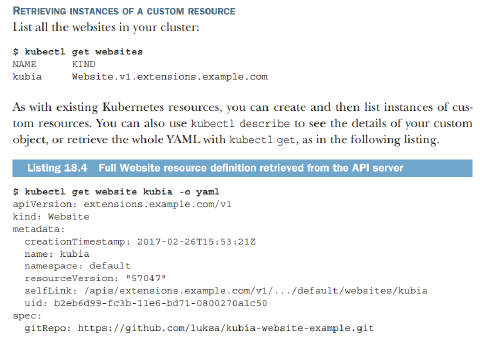 RETRIEVING INSTANCES OF A CUSTOM RESOURCE
List all the websites in your cluster:
$ kubectl get websites
NAME KIND
kubia Website.v1.extensions.example.com
As with existing Kubernetes resources, you can create and then list instances of cus-
tom resources. You can also use kubectl describe to see the details of your custom
object, or retrieve the whole YAML with kubectl get, as in the following listing.
Listing 18.4 Full Website resource definition retrieved from the API server
$ kubectl get website kubia -o yaml
apiVersion: extensions.example.com/v1
kind: Website
metadata:
  creationTimestamp: 2017-02-26T15:53:21Z
  name: kubia
  namespace: default
  resourceVersion: "57047"
  selfLink: /apis/extensions.example.com/v1/.../default/websites/kubia
  uid: b2eb6d99-fc3b-11e6-bd71-0800270a1c50
spec:
  gitRepo: https://github.com/luksa/kubia-website-example.git